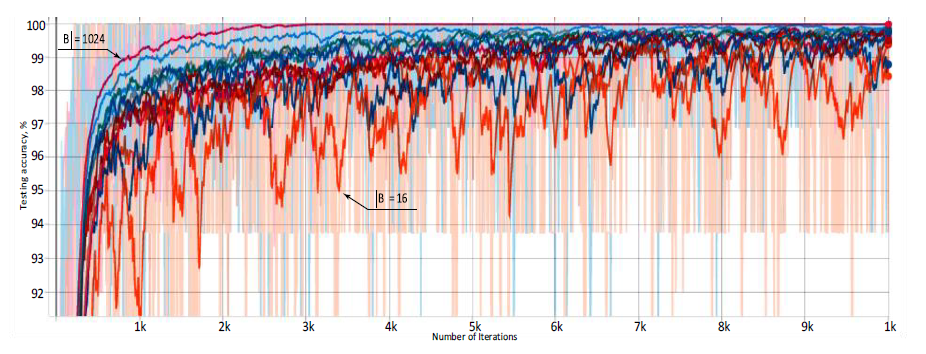 100
99
98
97
96
95
94
93
92
Testing accuracy, %
B| = 1024
|B = 16
1k 2k 3k 4k 5k 6k 7k 8k 9k 1k
Number of Iterations